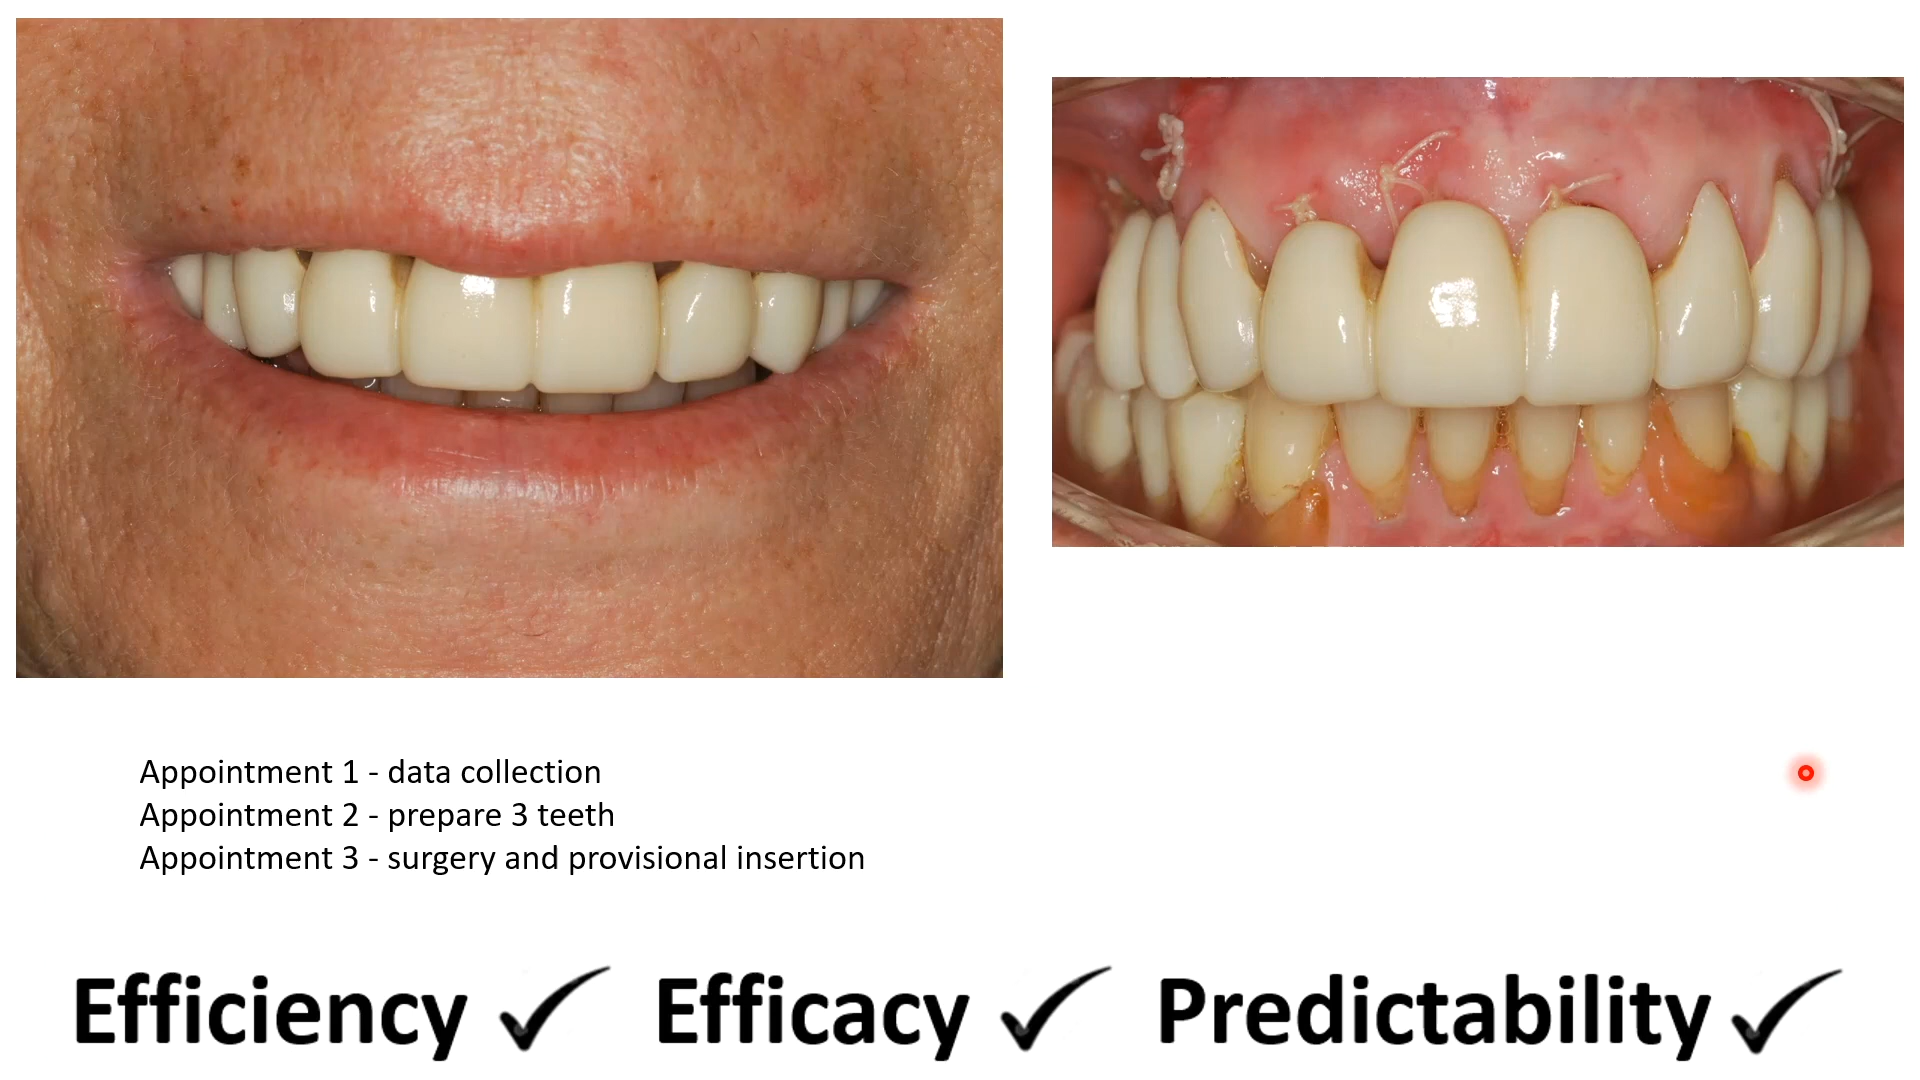 Appointment 1 - data collection
Appointment 2 - prepare 3 teeth
Appointment 3 - surgery and provisional insertion
Efficiency ✓ Efficacy ✓ Predictability ✓